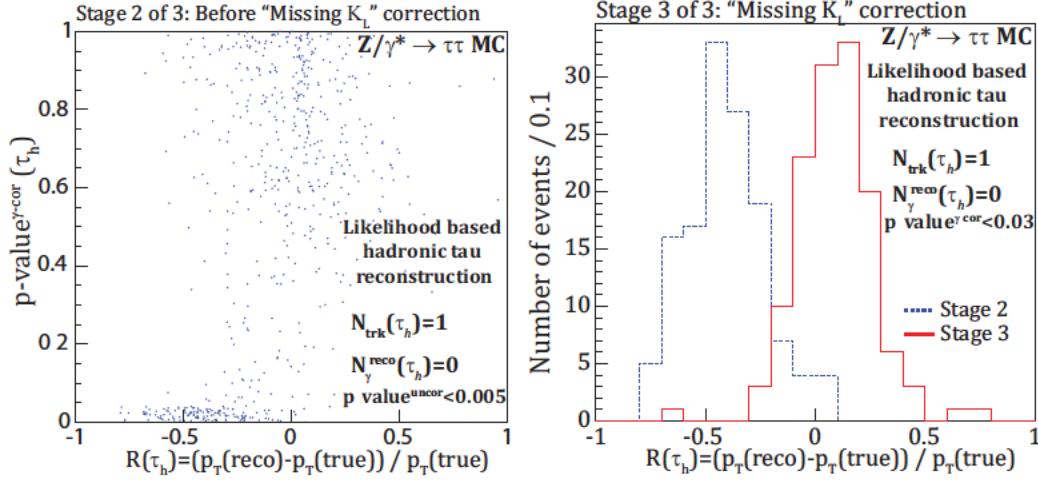 Stage 2 of 3: Before “Missing K_L” correction
Z/γ* → ττ MC
p-value^γ-cor (τ_h)
1
0.8
0.6
0.4
0.2
0
Likelihood based
hadronic tau
reconstruction
N_trk(τ_h)=1
N_γ^reco(τ_h)=0
p value^uncor<0.005
-1
-0.5
0
0.5
1
R(τ_h)=(p_T(reco)-p_T(true)) / p_T(true)
Stage 3 of 3: “Missing K_L” correction
Z/γ* → ττ MC
Number of events / 0.1
30
25
20
15
10
5
0
Likelihood based
hadronic tau
reconstruction
N_trk(τ_h)=1
N_γ^reco(τ_h)=0
p value^γ cor<0.03
Stage 2
Stage 3
-1
-0.5
0
0.5
1
R(τ_h)=(p_T(reco)-p_T(true)) / p_T(true)